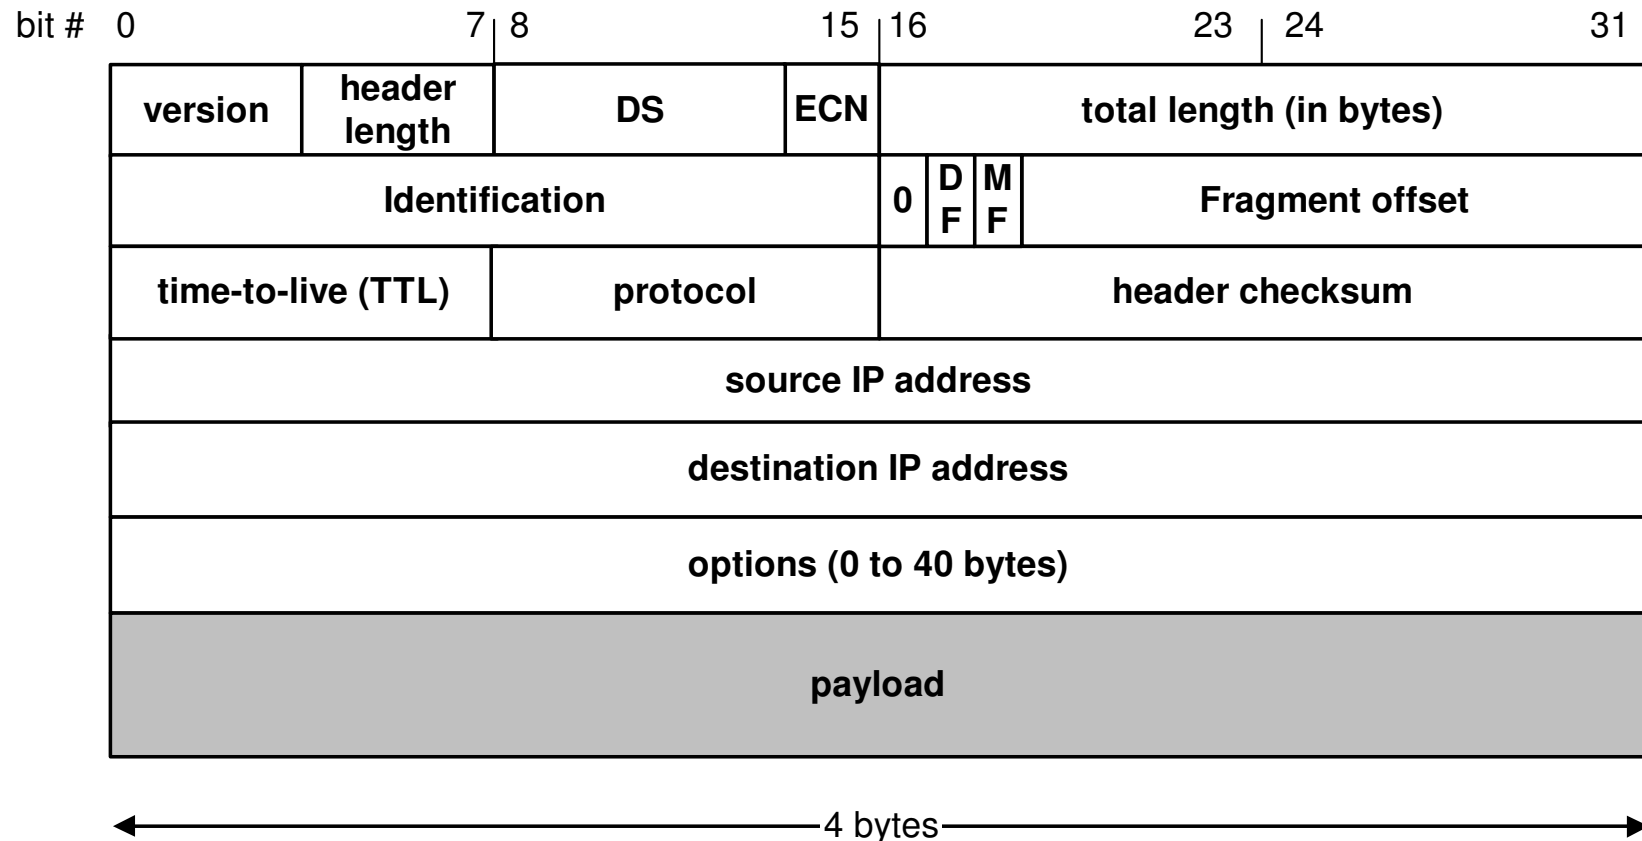 bit # 0 7 8 15 16 23 24 31
version header length DS ECN total length (in bytes)
Identification 0 DF MF Fragment offset
time-to-live (TTL) protocol header checksum
source IP address
destination IP address
options (0 to 40 bytes)
payload
4 bytes